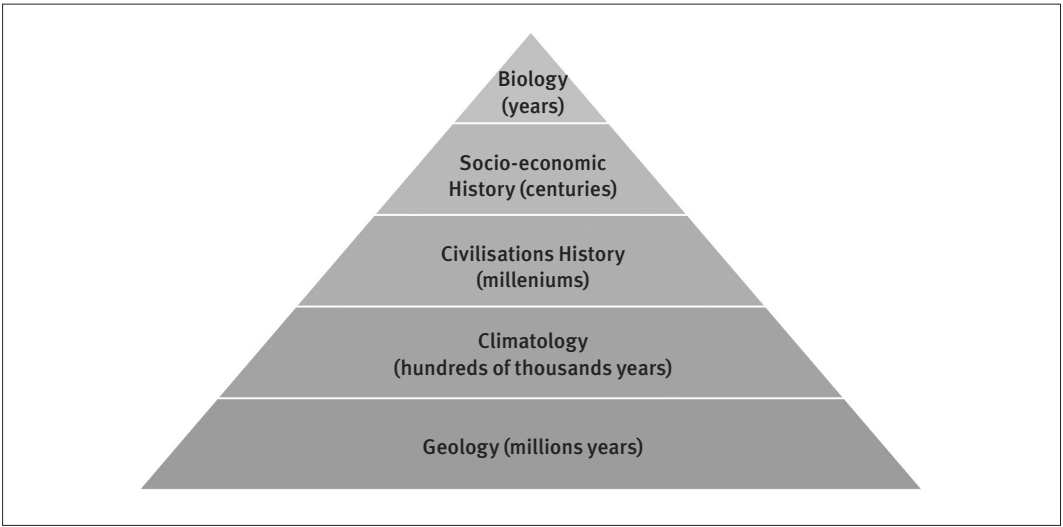 Biology
(years)
Socio-economic
History (centuries)
Civilisations History
(milleniums)
Climatology
(hundreds of thousands years)
Geology (millions years)